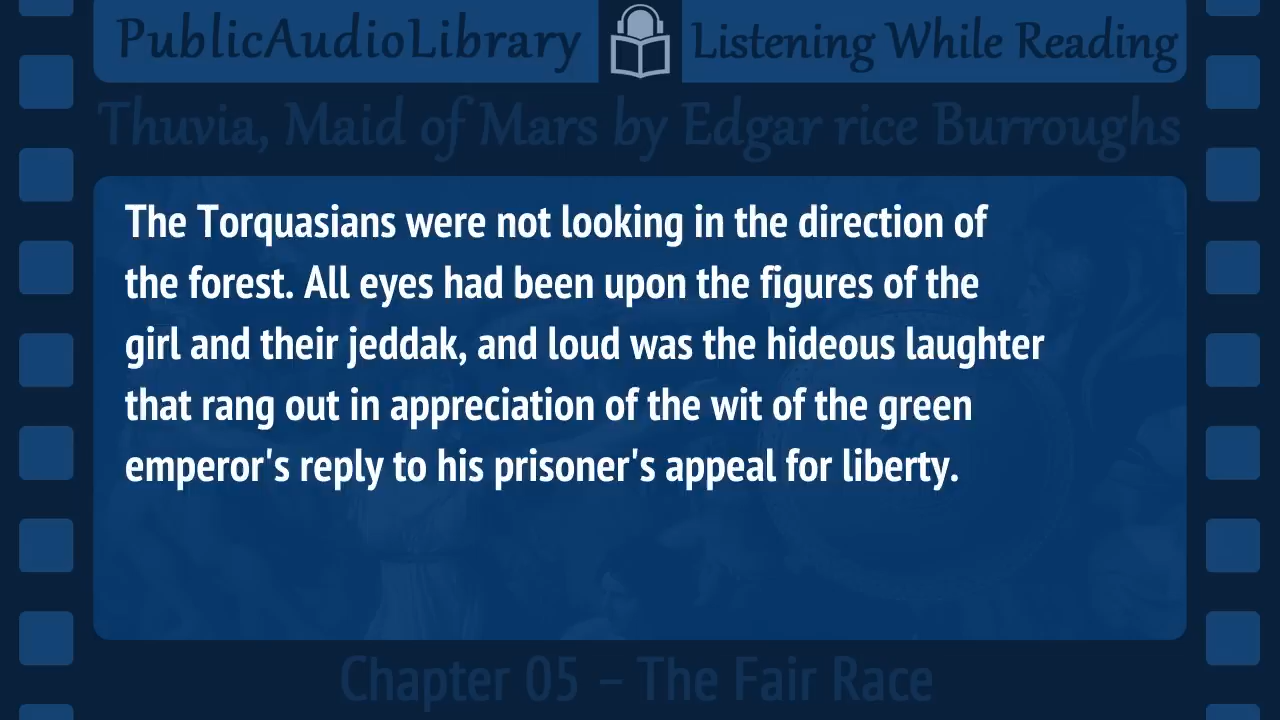 PublicAudioLibrary Listening While Reading
Thuvia, Maid of Mars by Edgar rice Burroughs
The Torquasians were not looking in the direction of
the forest. All eyes had been upon the figures of the
girl and their jeddak, and loud was the hideous laughter
that rang out in appreciation of the wit of the green
emperor's reply to his prisoner's appeal for liberty.
Chapter 05 – The Fair Race